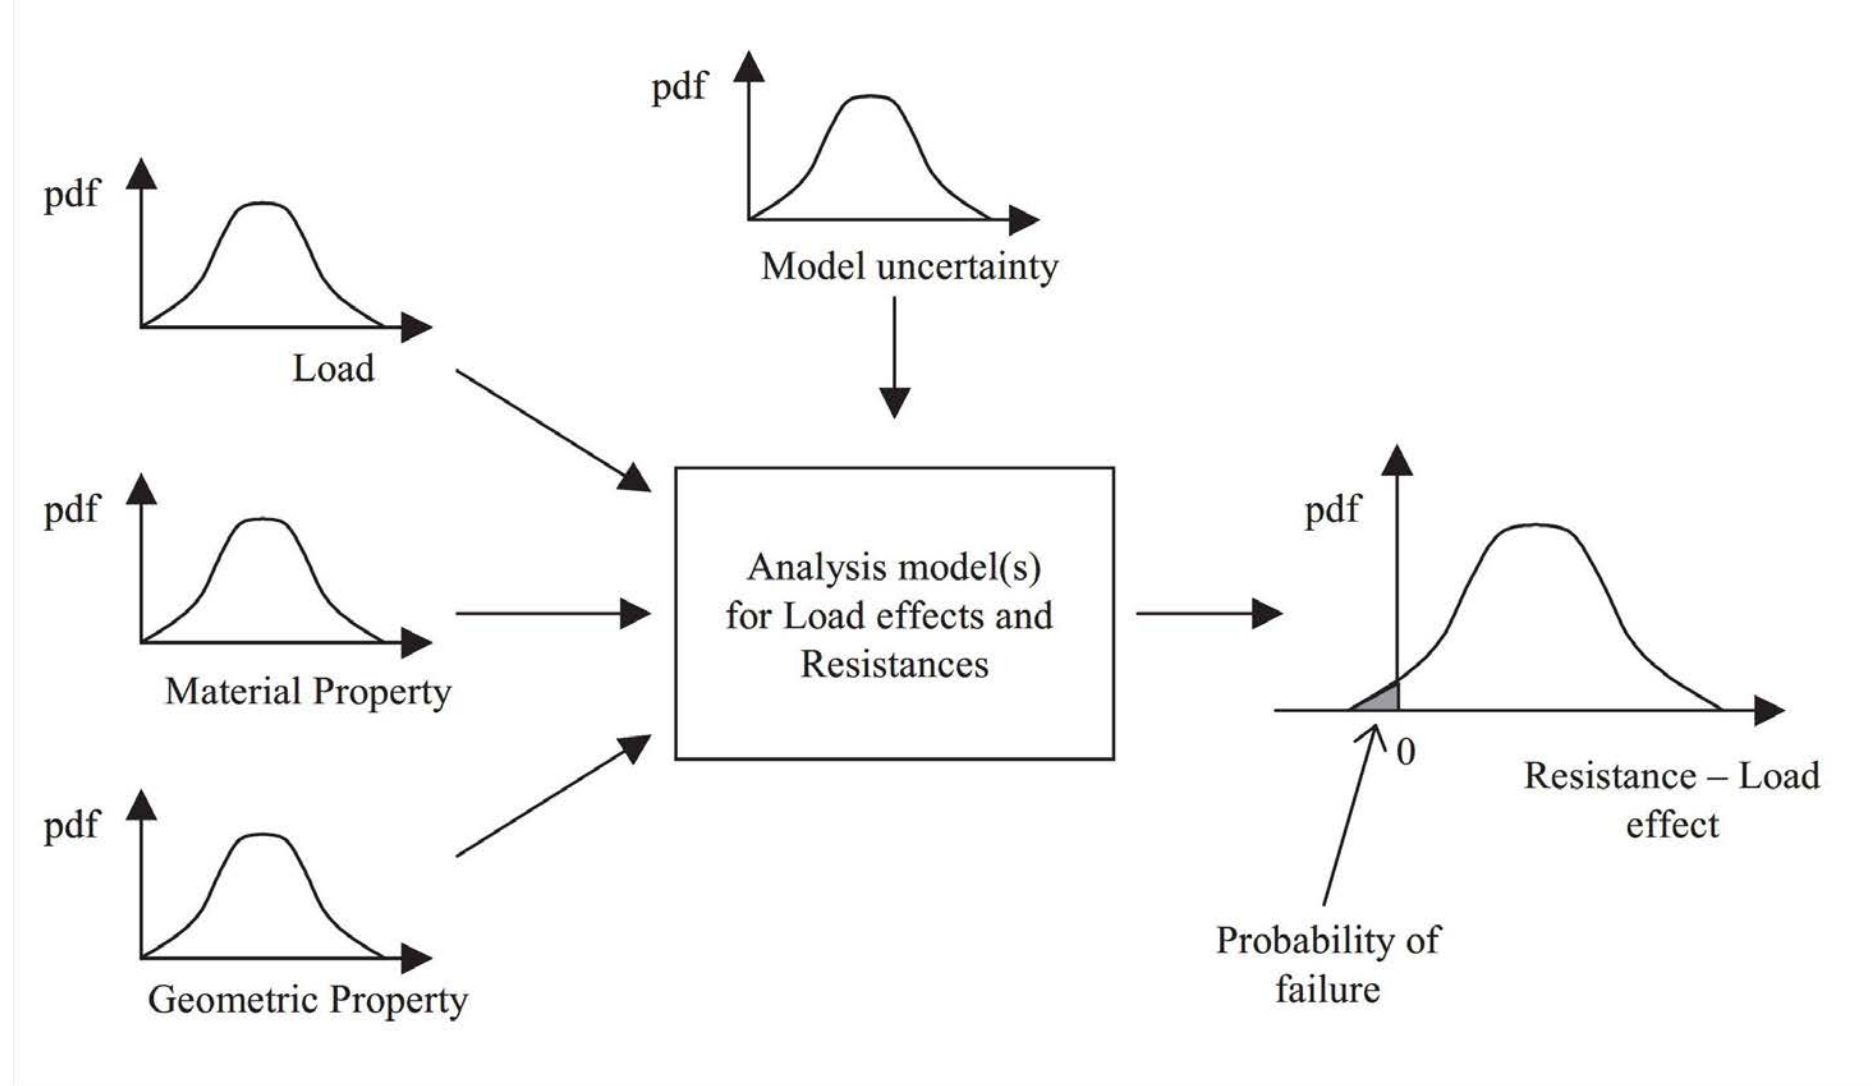 pdf
Model uncertainty
pdf
Load
pdf
Material Property
pdf
Geometric Property
Analysis model(s)
for Load effects and
Resistances
pdf
0
Resistance – Load
effect
Probability of
failure